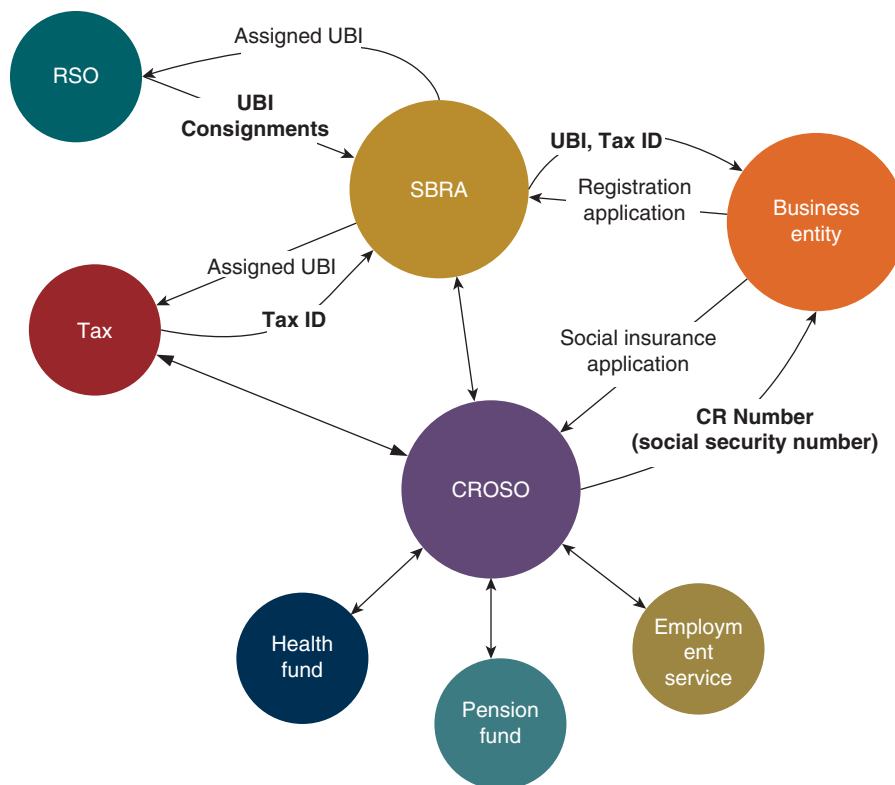 Assigned UBI
RSO
UBI
Consignments
SBRA
UBI, Tax ID
Registration
application
Business
entity
Assigned UBI
Tax
Tax ID
Social insurance
application
CR Number
(social security number)
CROSO
Health
fund
Pension
fund
Employm
ent
service